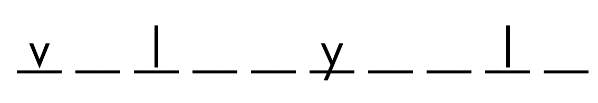 v _ l _ _ y _ _ l _